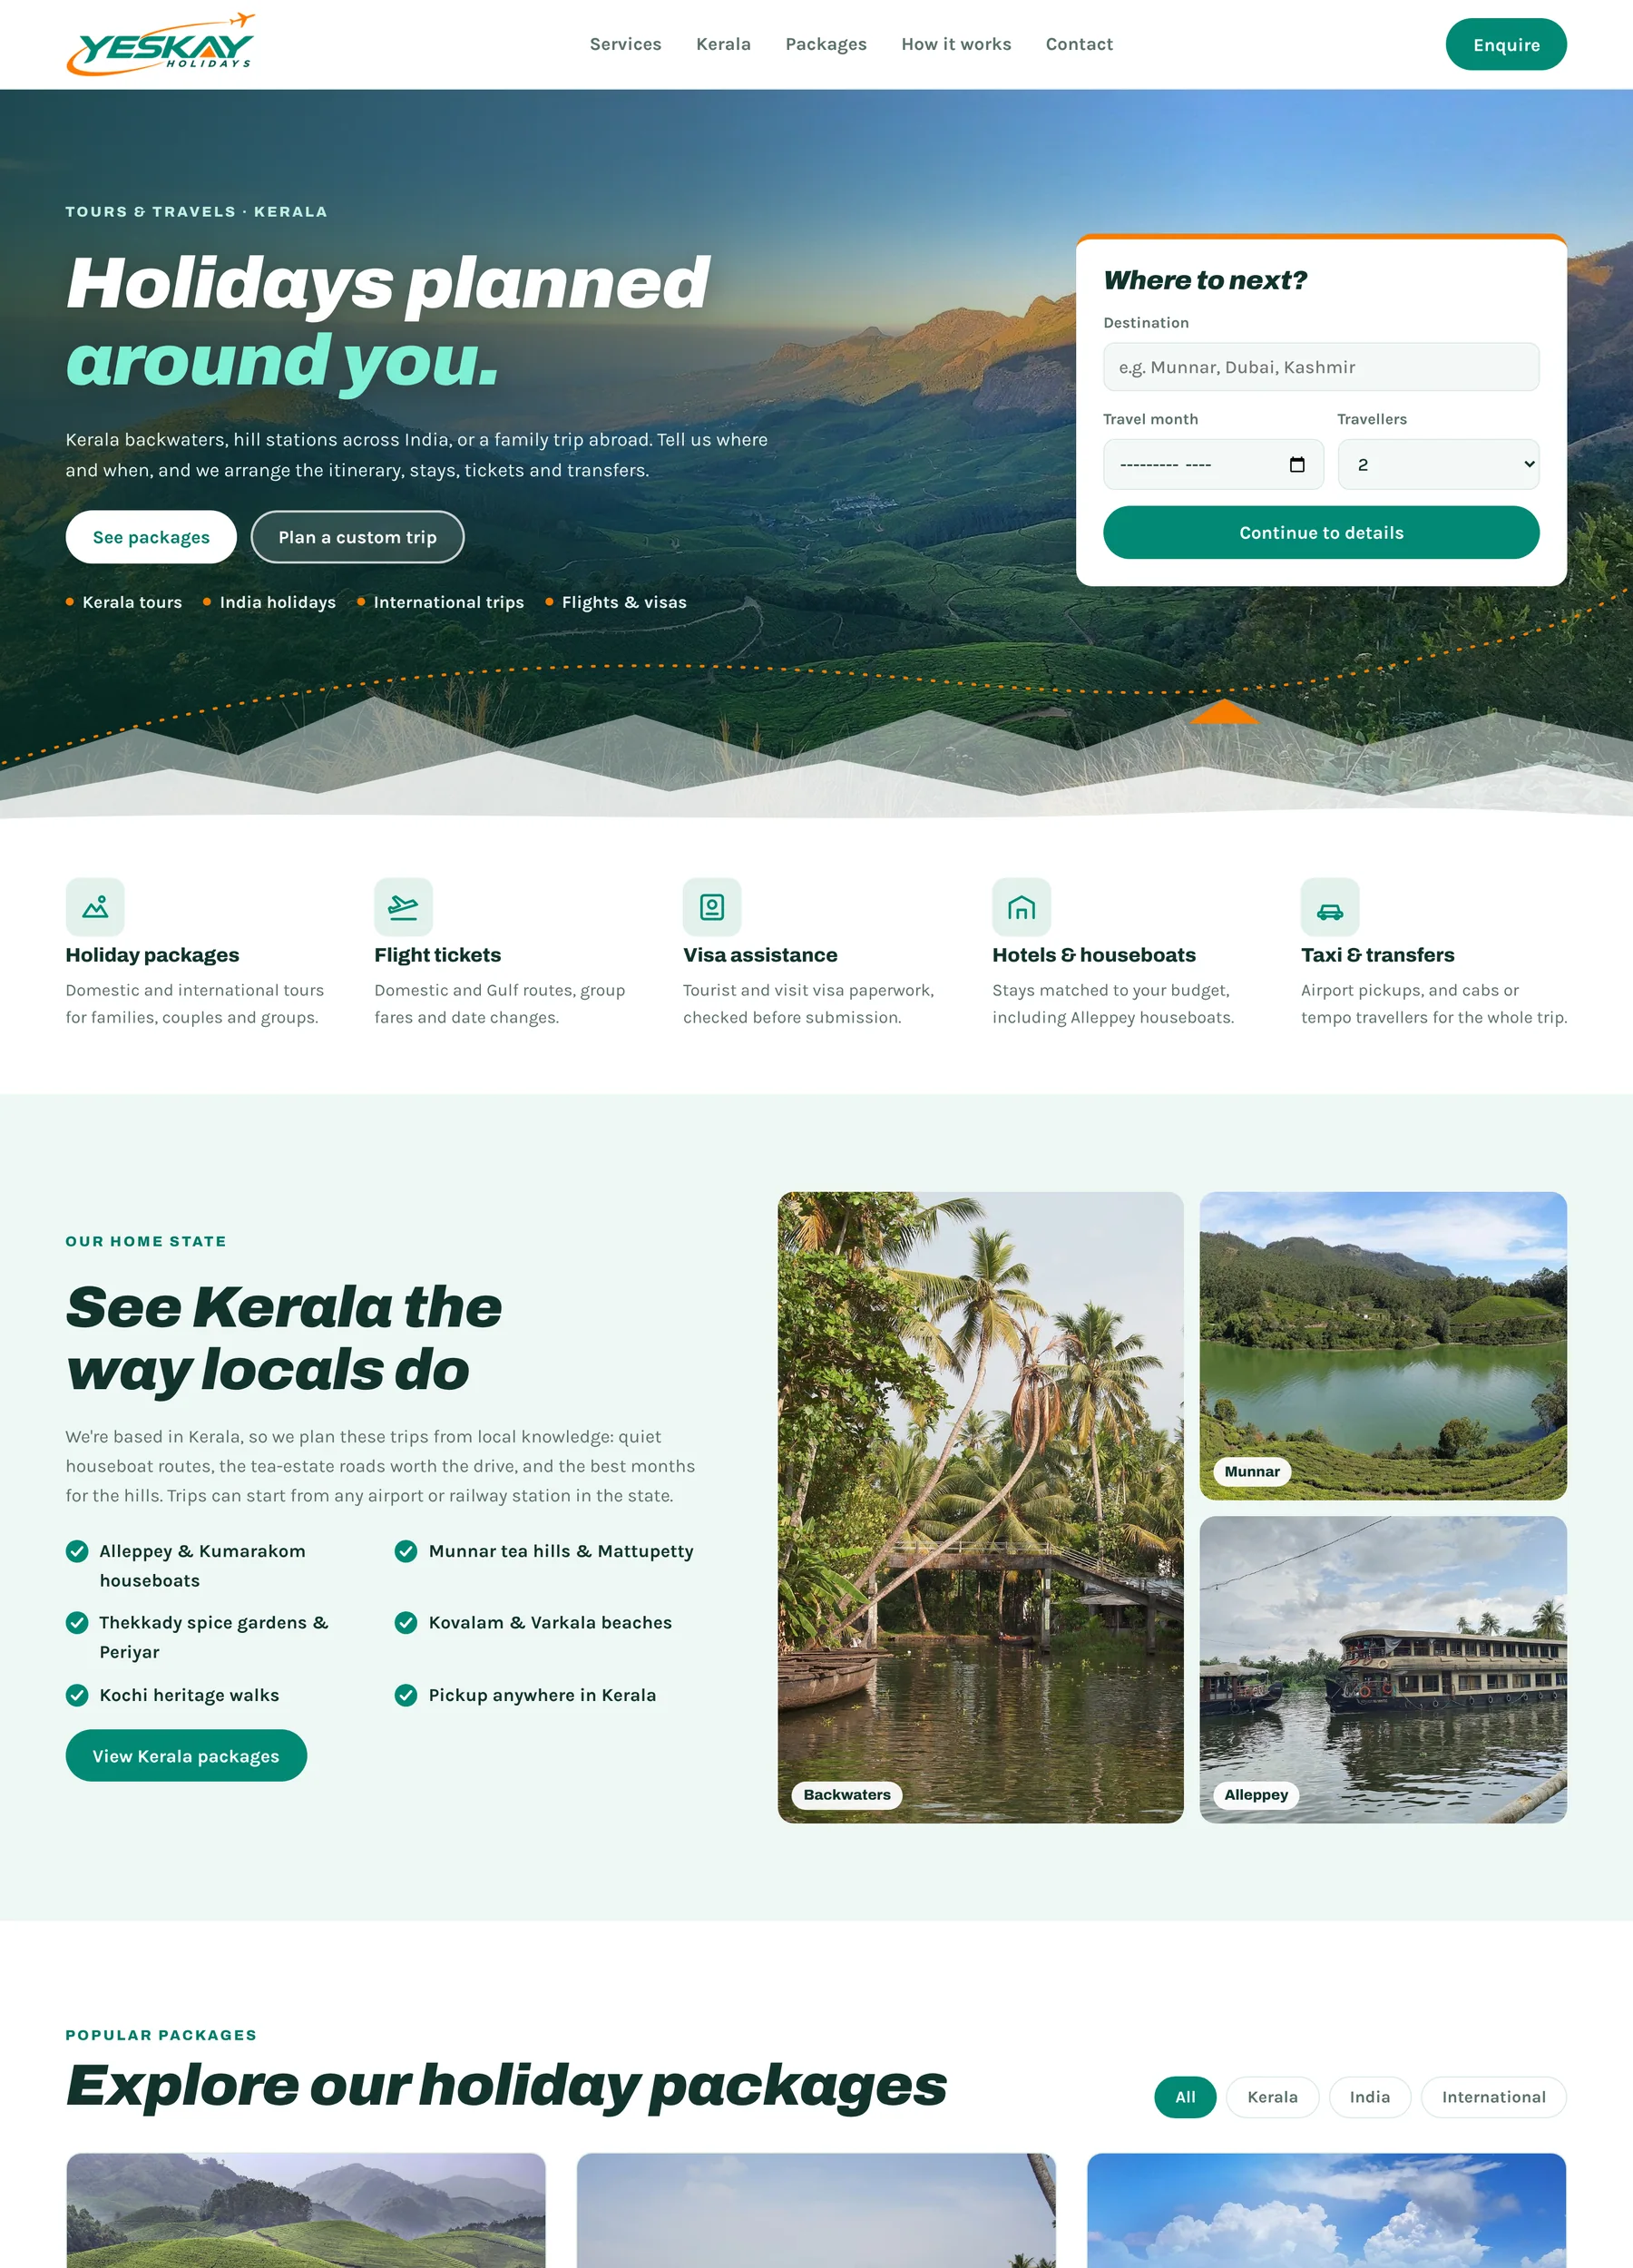 YESKAY
HOLIDAYS
Services
Kerala
Packages
How it works
Contact
Enquire
TOURS & TRAVELS · KERALA
Holidays planned
around you.
Kerala backwaters, hill stations across India, or a family trip abroad. Tell us where
and when, and we arrange the itinerary, stays, tickets and transfers.
See packages
Plan a custom trip
Kerala tours
India holidays
International trips
Flights & visas
Where to next?
Destination
e.g. Munnar, Dubai, Kashmir
Travel month
Travellers
--------- ----
2
Continue to details
Holiday packages
Domestic and international tours
for families, couples and groups.
Flight tickets
Domestic and Gulf routes, group
fares and date changes.
Visa assistance
Tourist and visit visa paperwork,
checked before submission.
Hotels & houseboats
Stays matched to your budget,
including Alleppey houseboats.
Taxi & transfers
Airport pickups, and cabs or
tempo travellers for the whole trip.
OUR HOME STATE
See Kerala the
way locals do
We're based in Kerala, so we plan these trips from local knowledge: quiet
houseboat routes, the tea-estate roads worth the drive, and the best months
for the hills. Trips can start from any airport or railway station in the state.
Alleppey & Kumarakom
houseboats
Munnar tea hills & Mattupetty
Thekkady spice gardens &
Periyar
Kovalam & Varkala beaches
Kochi heritage walks
Pickup anywhere in Kerala
View Kerala packages
Backwaters
Munnar
Alleppey
POPULAR PACKAGES
Explore our holiday packages
All
Kerala
India
International